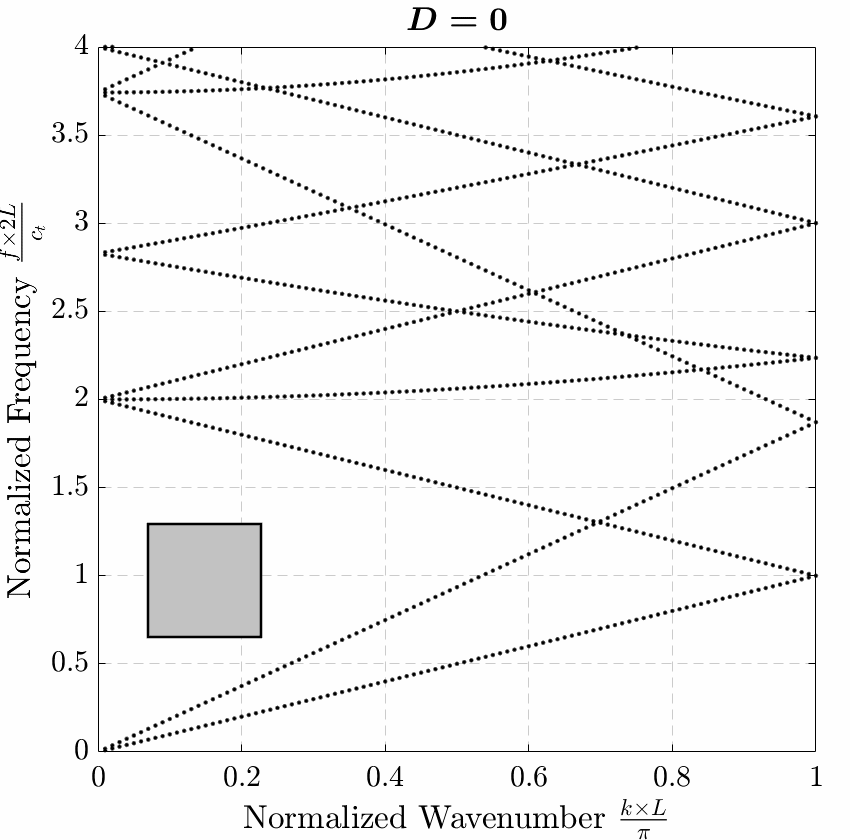 D = 0
Normalized Frequency f×2L/c_t
4
3.5
3
2.5
2
1.5
1
0.5
0
0 0.2 0.4 0.6 0.8 1
Normalized Wavenumber k×L/π